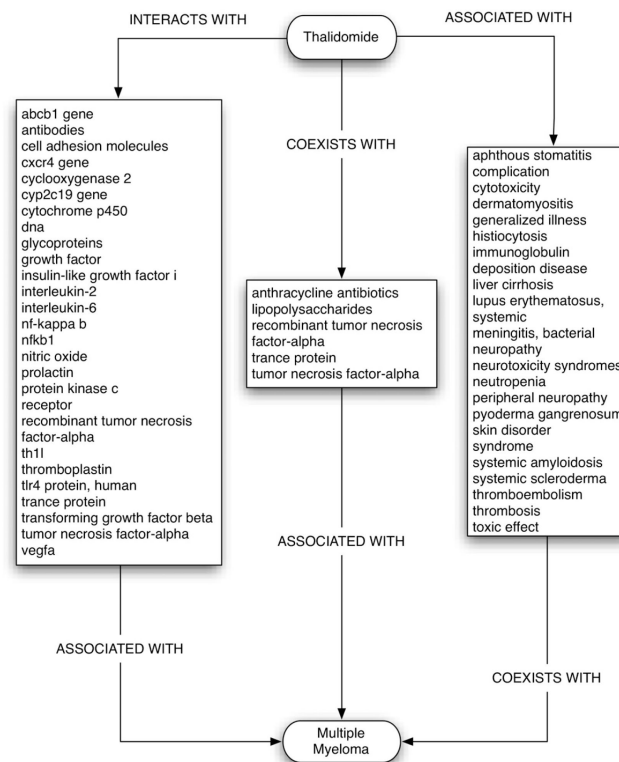 INTERACTS WITH
Thalidomide
ASSOCIATED WITH
abcb1 gene
antibodies
cell adhesion molecules
cxcr4 gene
cyclooxygenase 2
cyp2c19 gene
cytochrome p450
dna
glycoproteins
growth factor
insulin-like growth factor i
interleukin-2
interleukin-6
nf-kappa b
nfkb1
nitric oxide
prolactin
protein kinase c
receptor
recombinant tumor necrosis
factor-alpha
th1l
thromboplastin
tlr4 protein, human
trance protein
transforming growth factor beta
tumor necrosis factor-alpha
vegfa
COEXISTS WITH
anthracycline antibiotics
lipopolysaccharides
recombinant tumor necrosis
factor-alpha
trance protein
tumor necrosis factor-alpha
aphthous stomatitis
complication
cytotoxicity
dermatomyositis
generalized illness
histiocytosis
immunoglobulin
deposition disease
liver cirrhosis
lupus erythematosus,
systemic
meningitis, bacterial
neuropathy
neurotoxicity syndromes
neutropenia
peripheral neuropathy
pyoderma gangrenosum
skin disorder
syndrome
systemic amyloidosis
systemic scleroderma
thromboembolism
thrombosis
toxic effect
ASSOCIATED WITH
ASSOCIATED WITH
COEXISTS WITH
Multiple
Myeloma